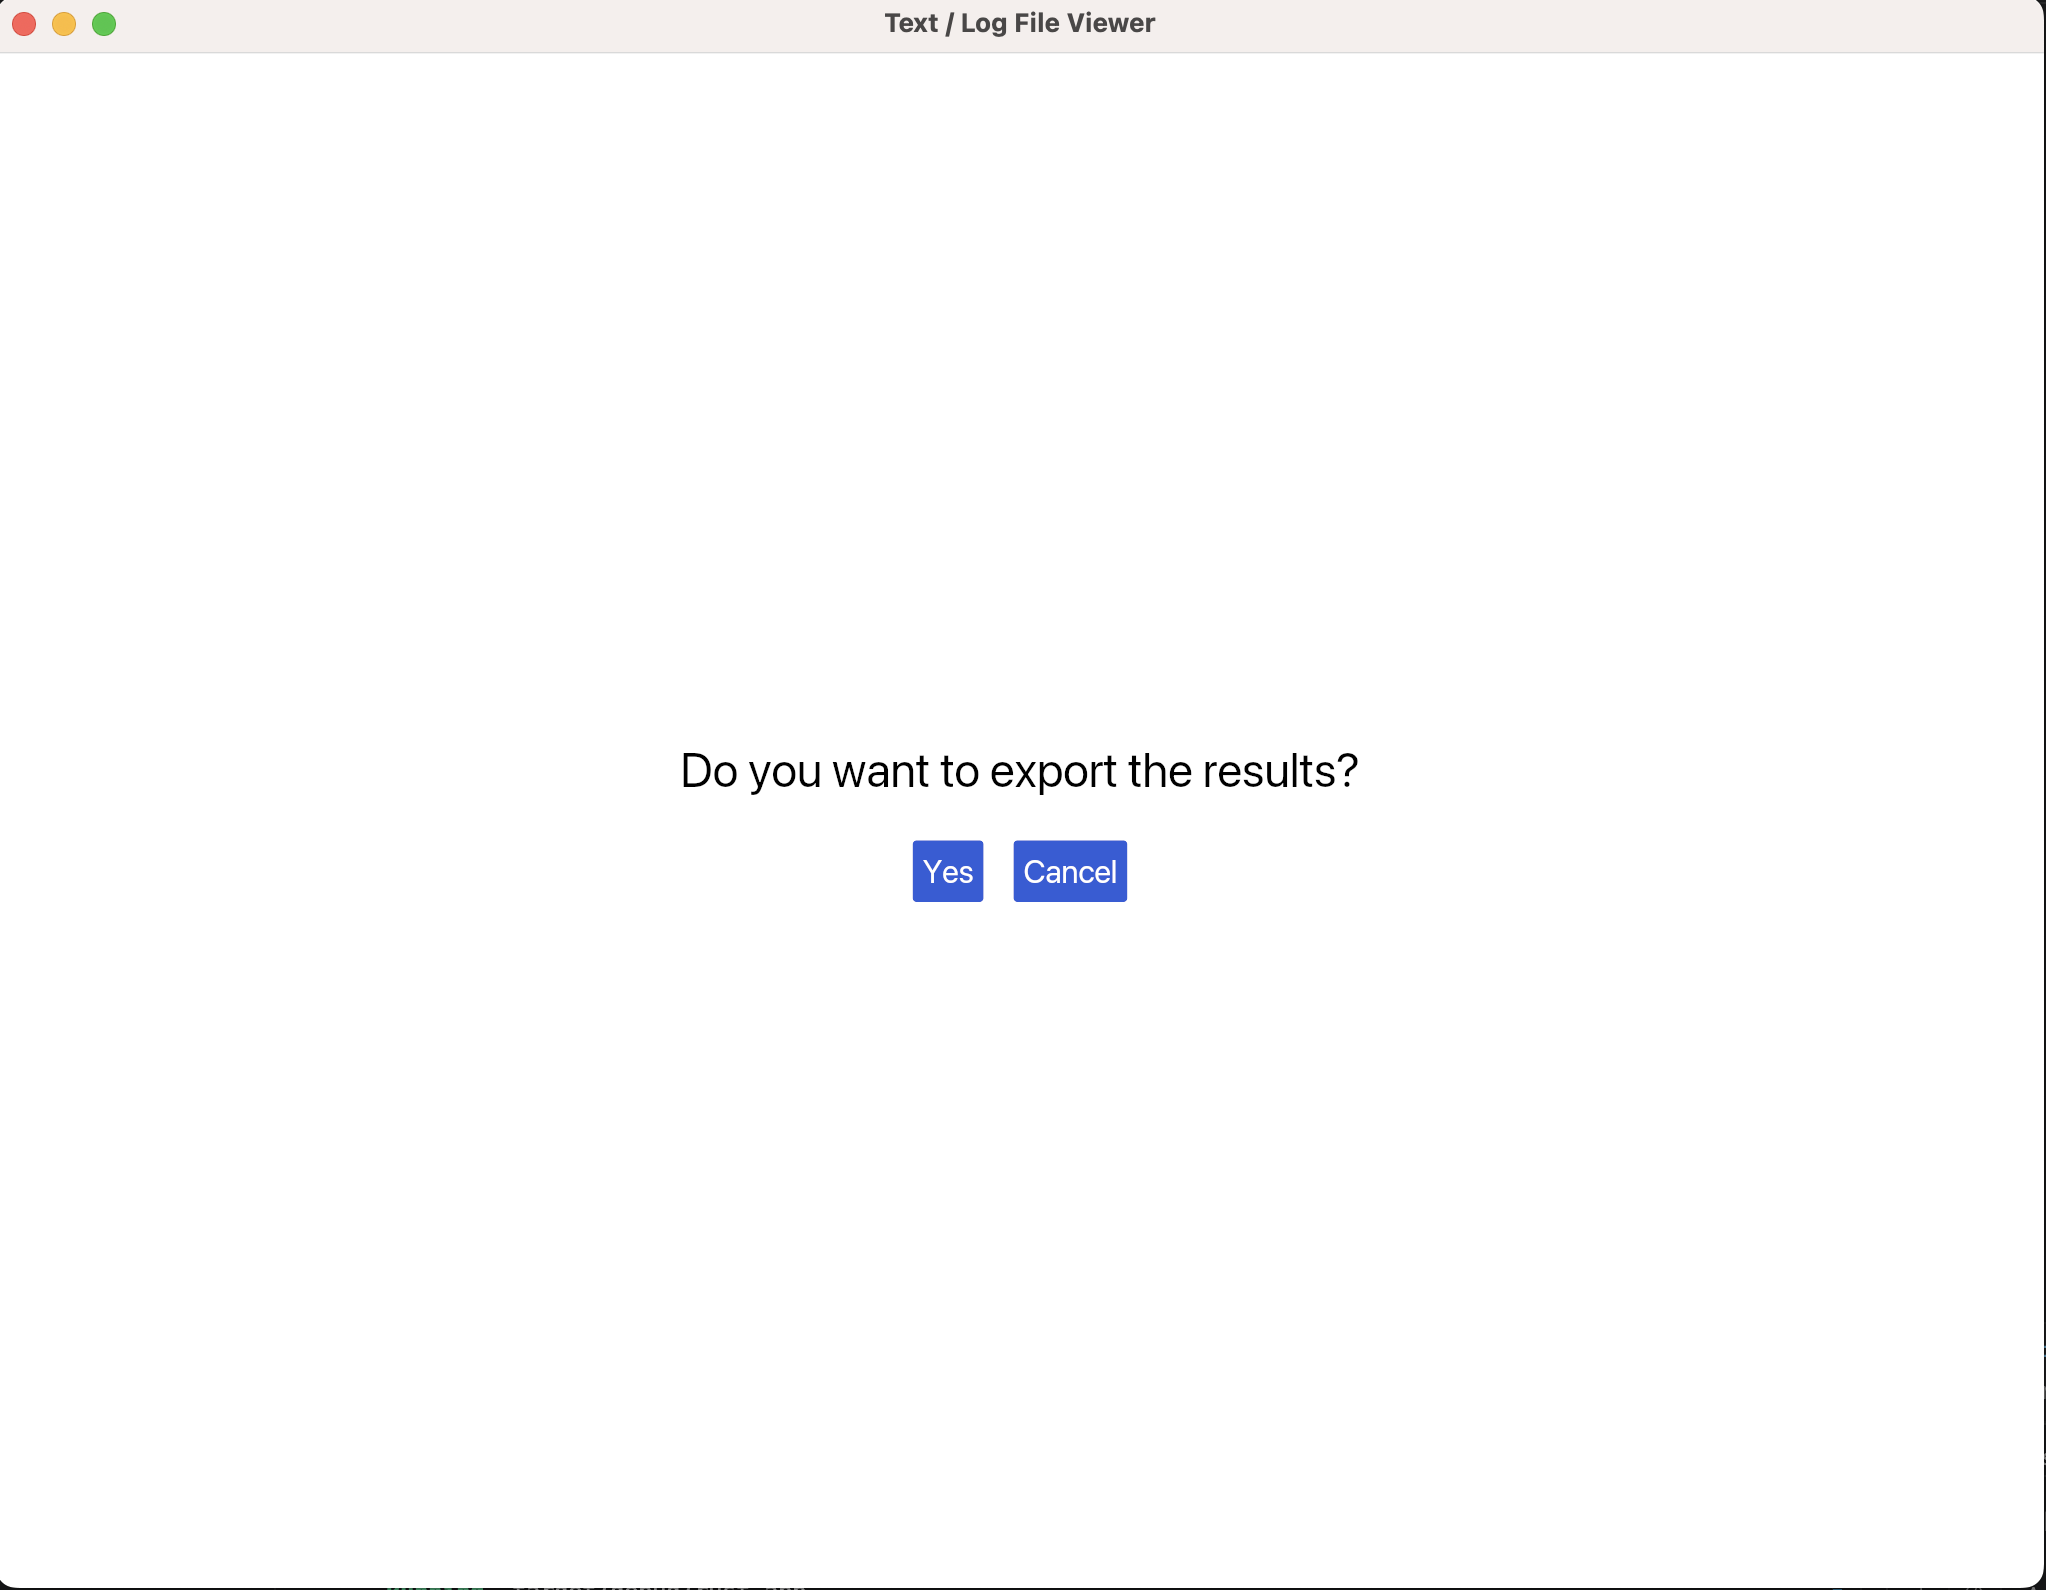 Text / Log File Viewer
Do you want to export the results?
Yes Cancel